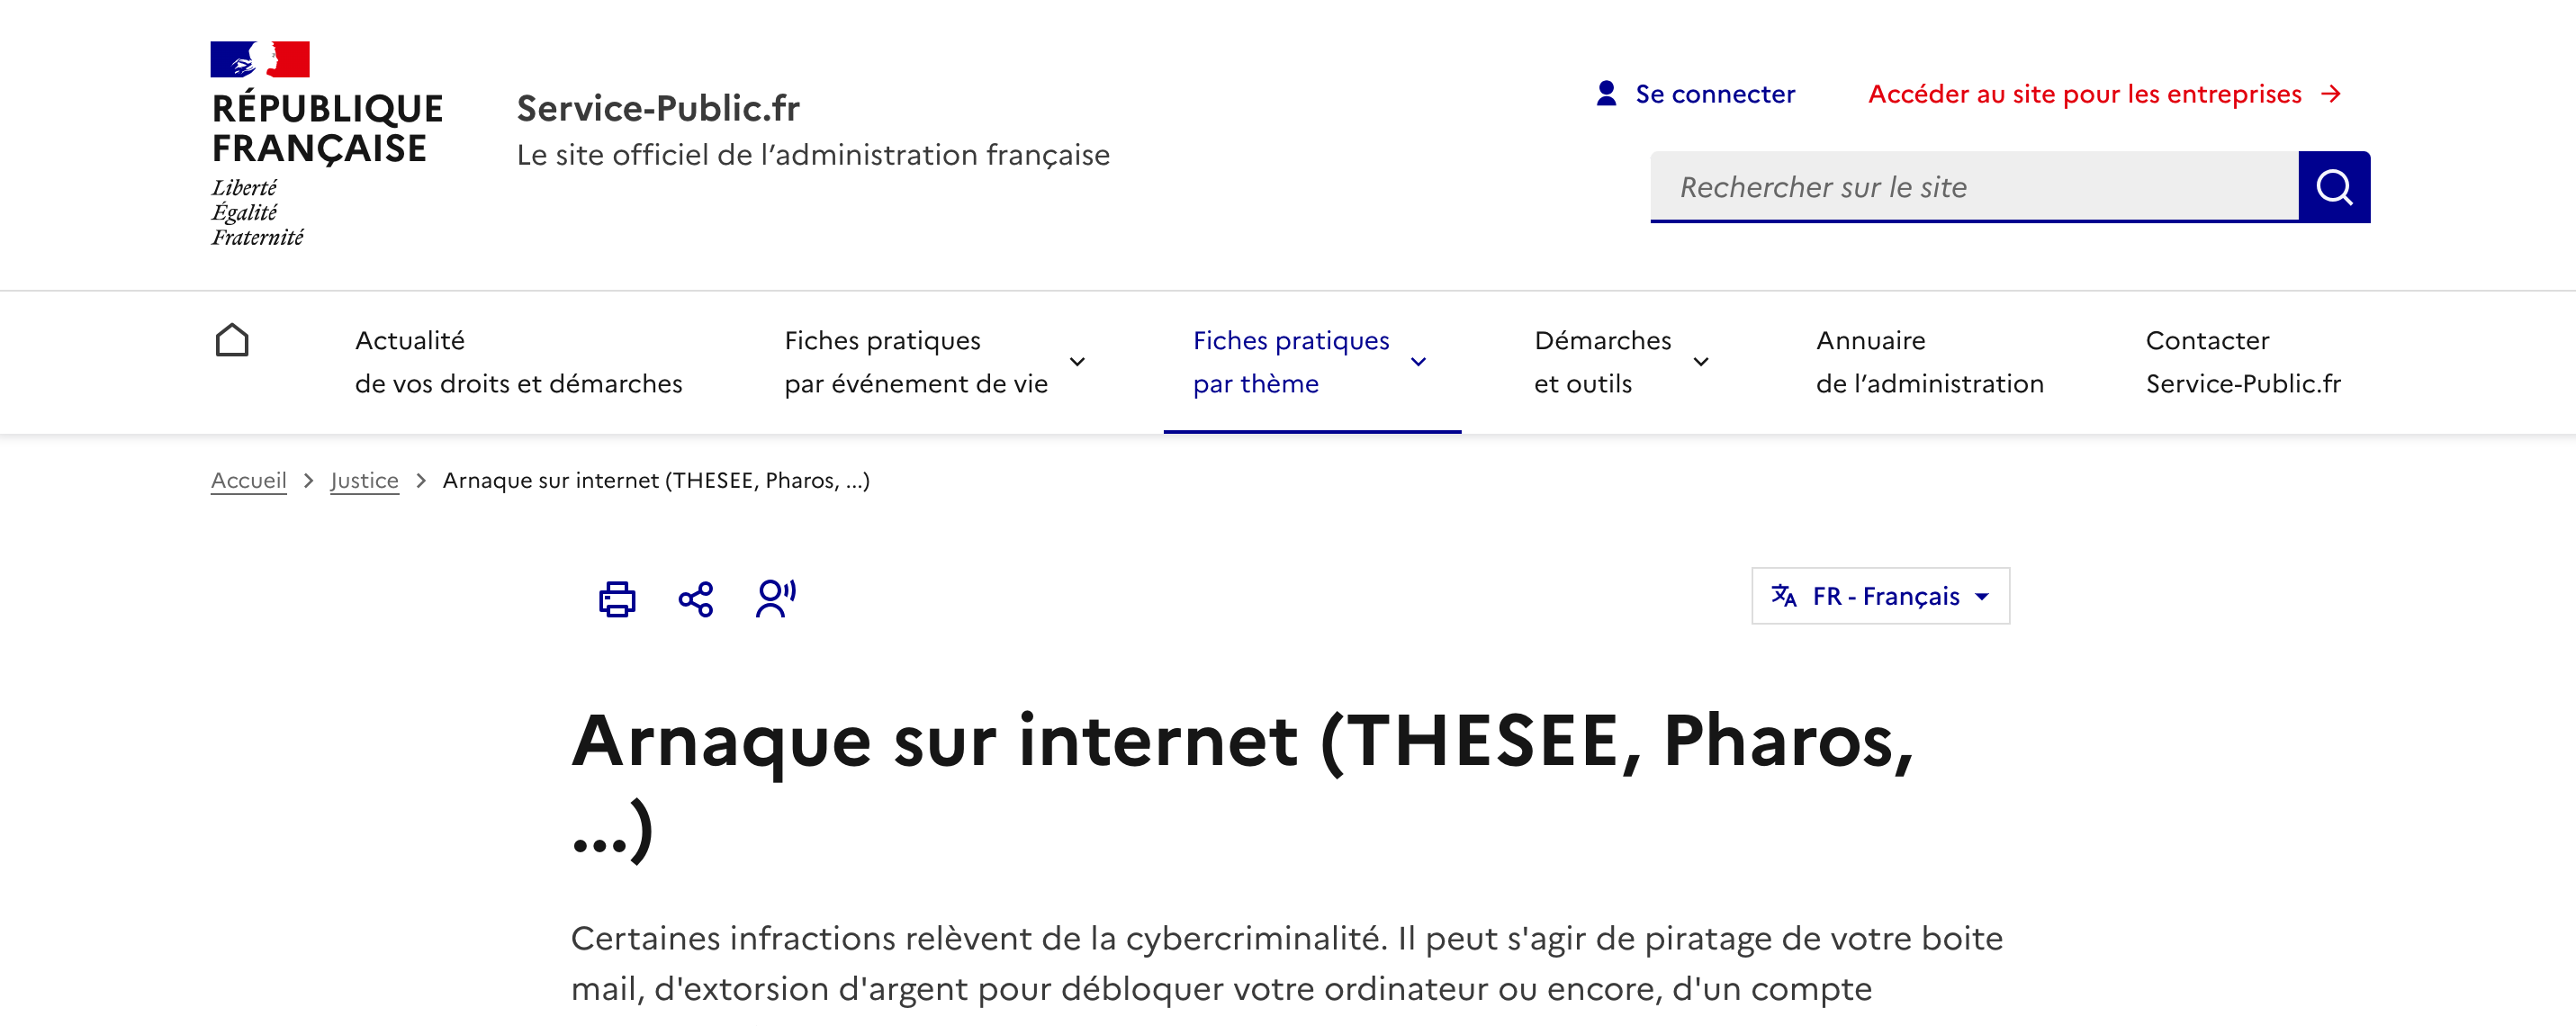 RÉPUBLIQUE
FRANÇAISE
Liberté
Égalité
Fraternité
Service-Public.fr
Le site officiel de l’administration française
Se connecter
Accéder au site pour les entreprises
Rechercher sur le site
Actualité
de vos droits et démarches
Fiches pratiques
par événement de vie
Fiches pratiques
par thème
Démarches
et outils
Annuaire
de l’administration
Contacter
Service-Public.fr
Accueil > Justice > Arnaque sur internet (THESEE, Pharos, ...)
FR - Français
Arnaque sur internet (THESEE, Pharos,
...)
Certaines infractions relèvent de la cybercriminalité. Il peut s'agir de piratage de votre boite
mail, d'extorsion d'argent pour débloquer votre ordinateur ou encore, d'un compte